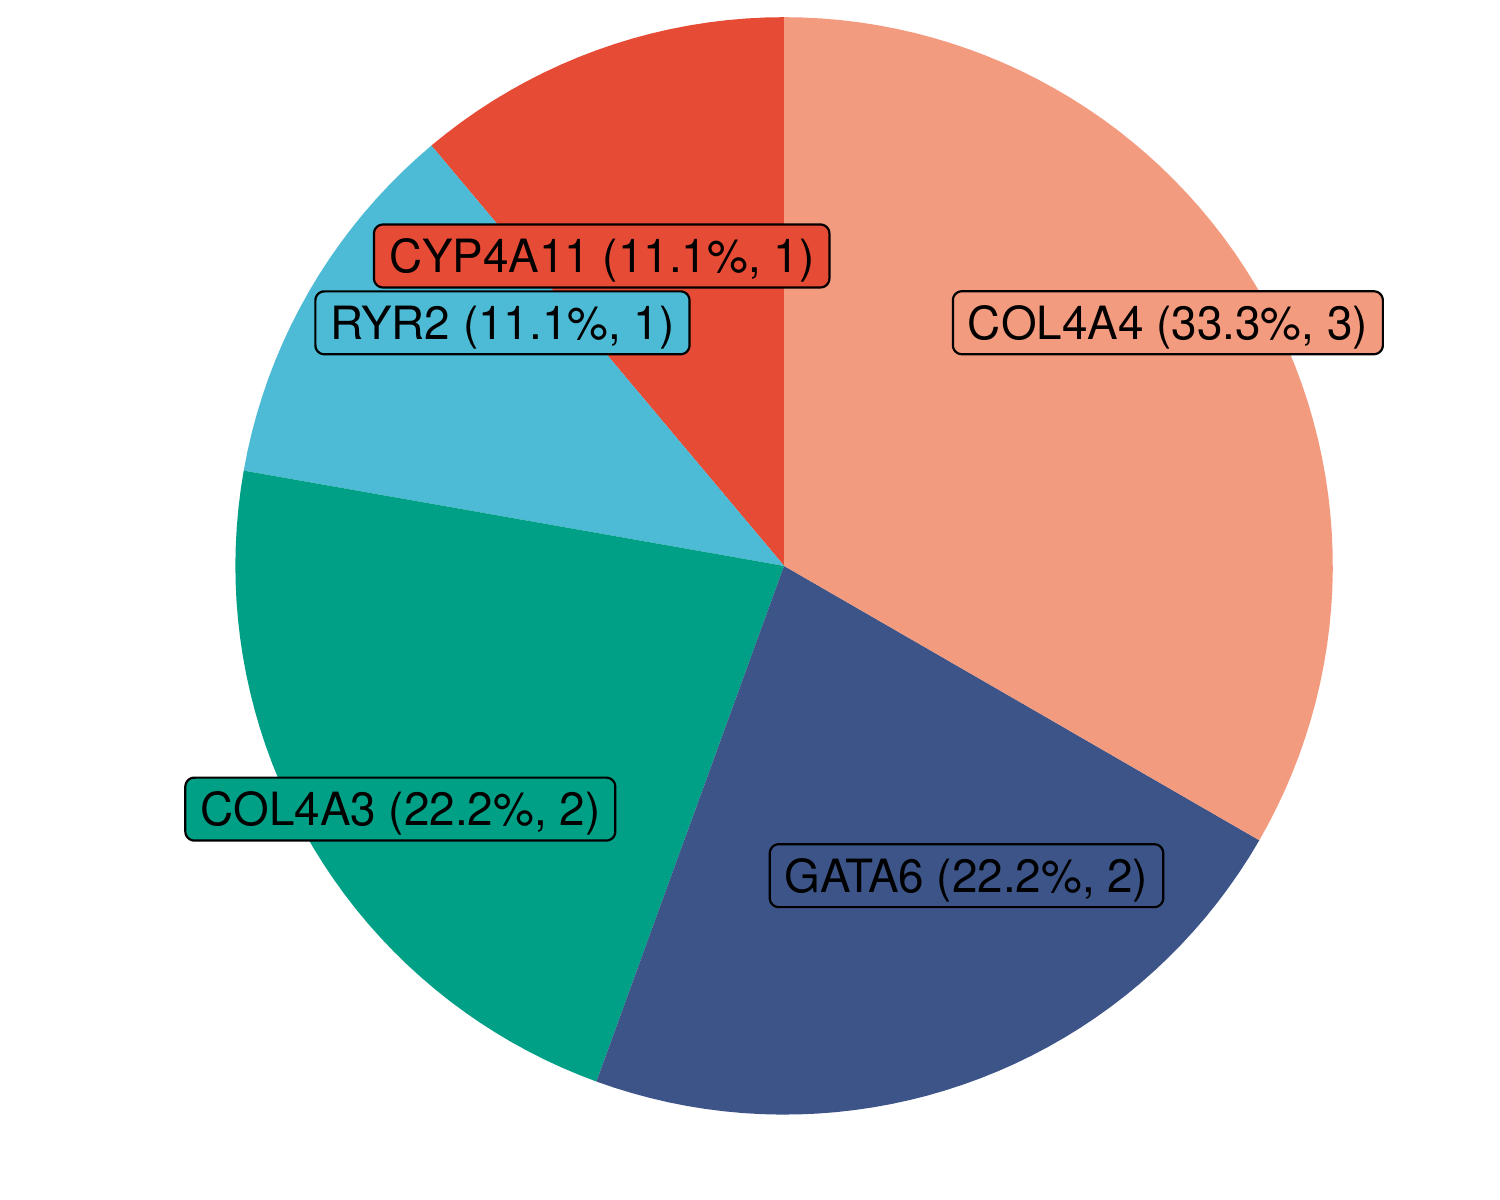 CYP4A11 (11.1%, 1)
RYR2 (11.1%, 1)
COL4A4 (33.3%, 3)
COL4A3 (22.2%, 2)
GATA6 (22.2%, 2)